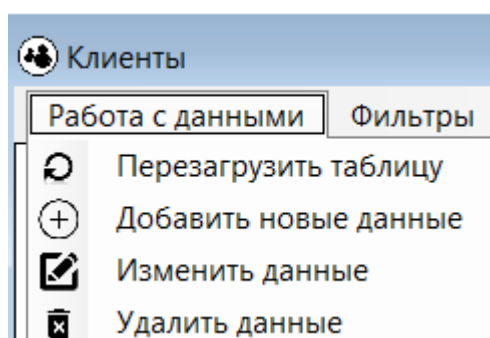 Клиенты
Работа с данными Фильтры
Перезагрузить таблицу
Добавить новые данные
Изменить данные
Удалить данные